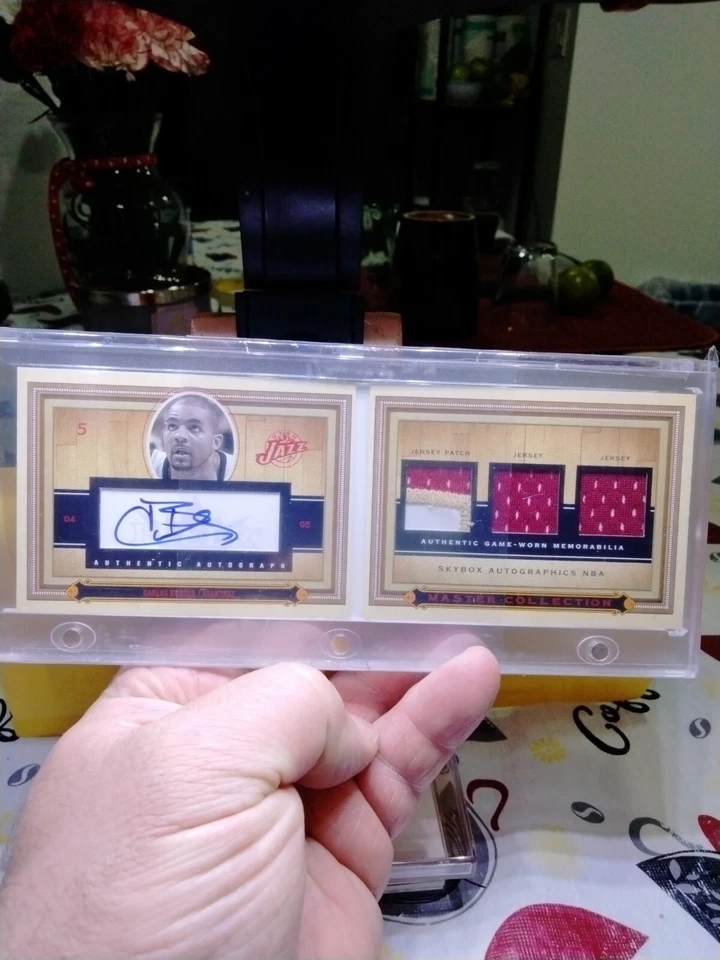 5
JAZZ
04
05
AUTHENTIC AUTOGRAPH
CARLOS BOOZER /
JERSEY PATCH
JERSEY
JERSEY
AUTHENTIC GAME-WORN MEMORABILIA
SKYBOX AUTOGRAPHICS NBA
MASTER COLLECTION